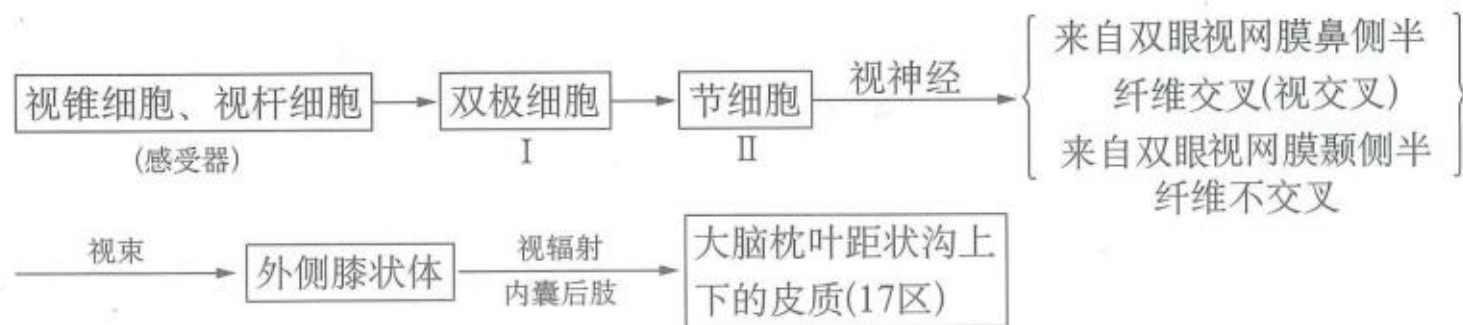 来自双眼视网膜鼻侧半
纤维交叉(视交叉)
视锥细胞、视杆细胞
双极细胞
节细胞
视神经
(感受器)
Ⅰ
Ⅱ
来自双眼视网膜颞侧半
纤维不交叉
视束
外侧膝状体
视辐射
内囊后肢
大脑枕叶距状沟上
下的皮质(17区)